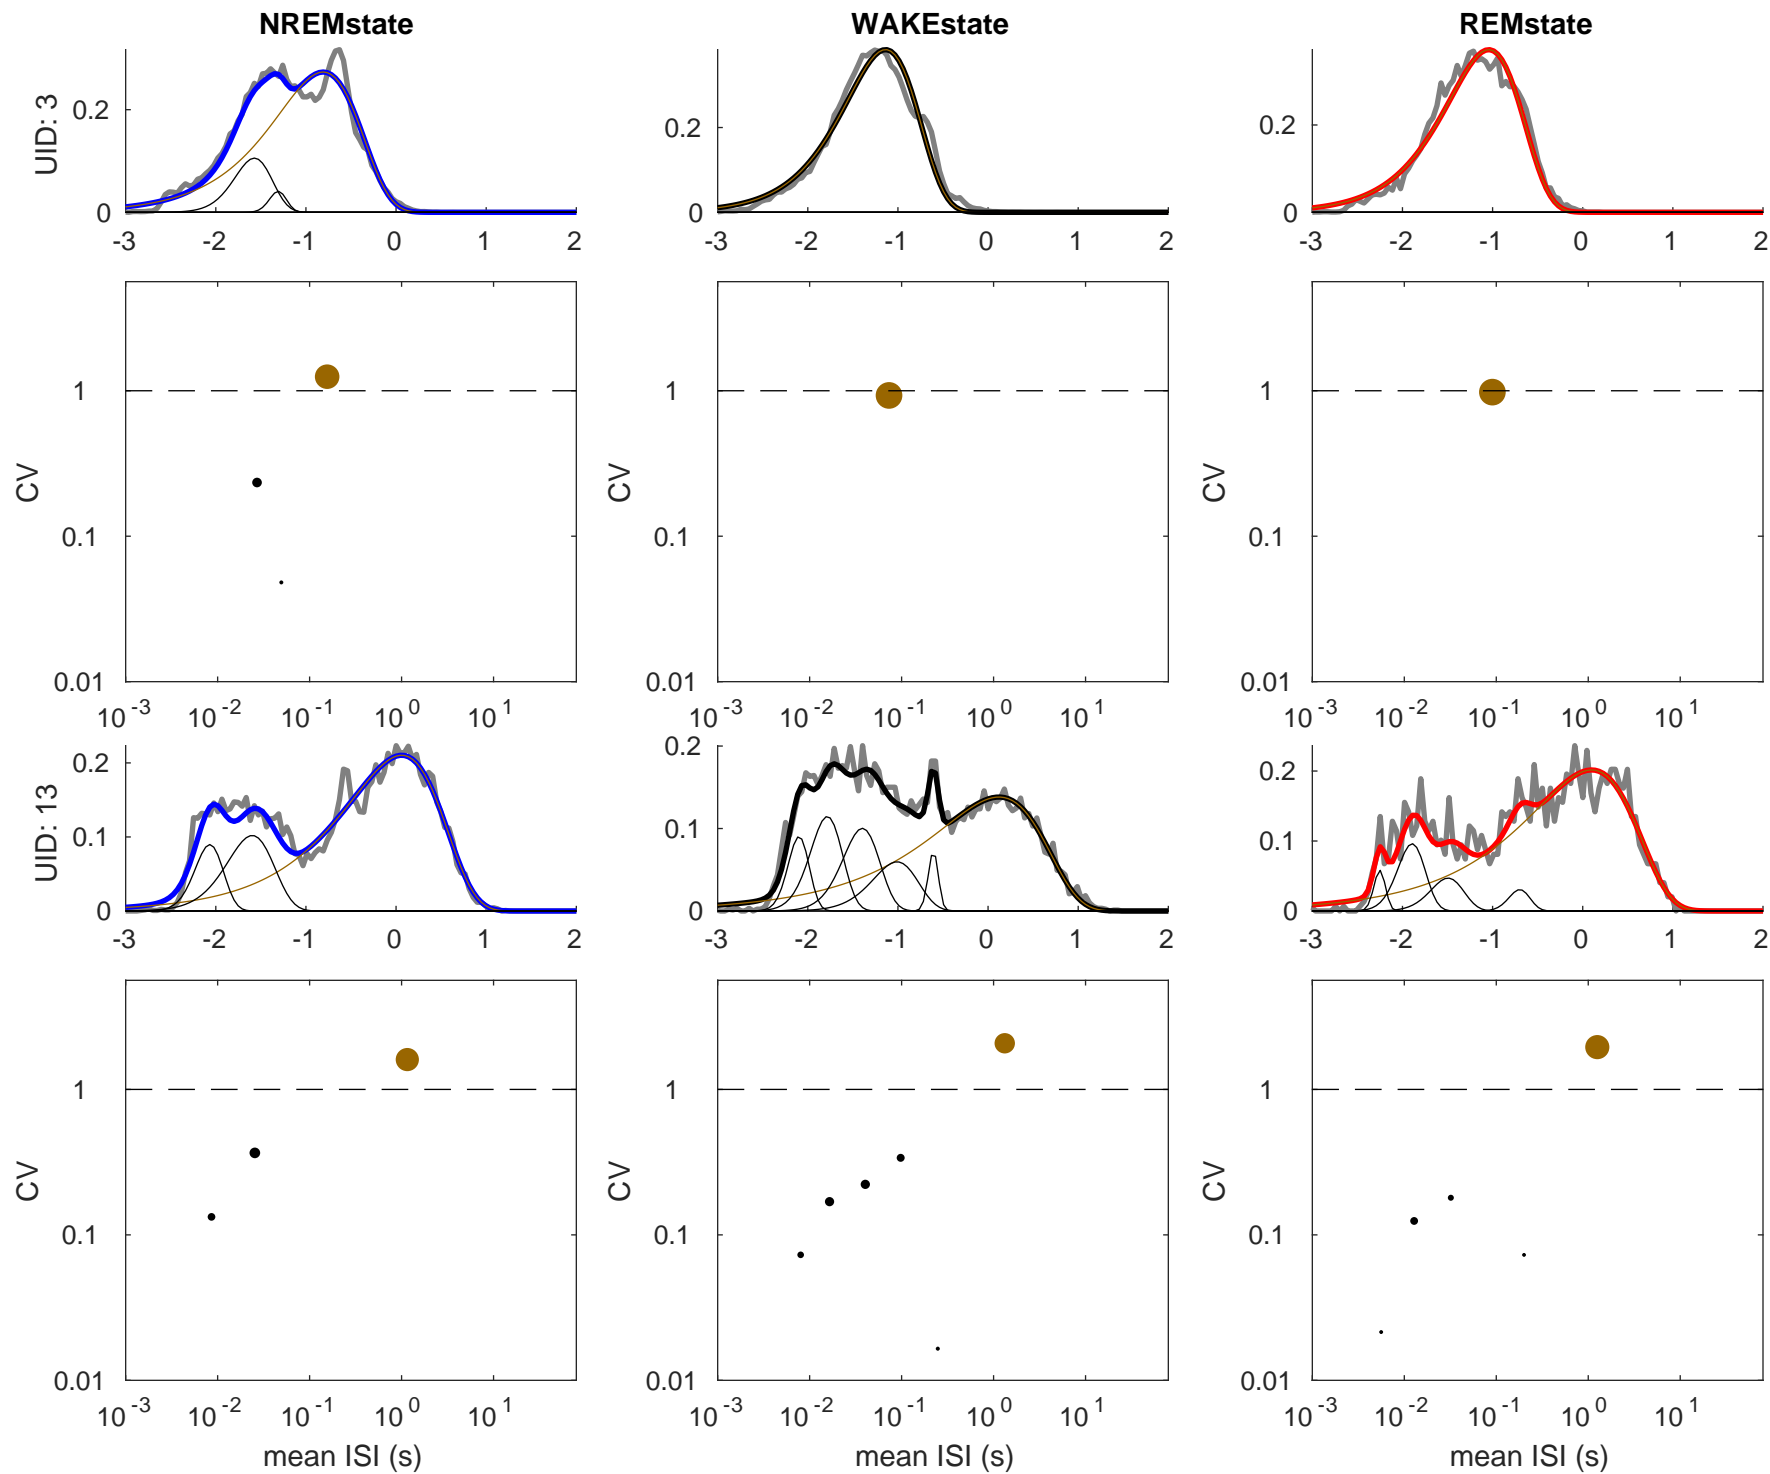 NREMstate WAKEstate REMstate
UID: 3
0.2 0.2 0.2
0 0 0
-3 -2 -1 0 1 2 -3 -2 -1 0 1 2 -3 -2 -1 0 1 2
CV CV CV
1 1 1
0.1 0.1 0.1
0.01 0.01 0.01
10^-3 10^-2 10^-1 10^0 10^1 10^-3 10^-2 10^-1 10^0 10^1 10^-3 10^-2 10^-1 10^0 10^1
UID: 13
0.2 0.2 0.2
0.1 0.1 0.1
0 0 0
-3 -2 -1 0 1 2 -3 -2 -1 0 1 2 -3 -2 -1 0 1 2
CV CV CV
1 1 1
0.1 0.1 0.1
0.01 0.01 0.01
10^-3 10^-2 10^-1 10^0 10^1 10^-3 10^-2 10^-1 10^0 10^1 10^-3 10^-2 10^-1 10^0 10^1
mean ISI (s) mean ISI (s) mean ISI (s)